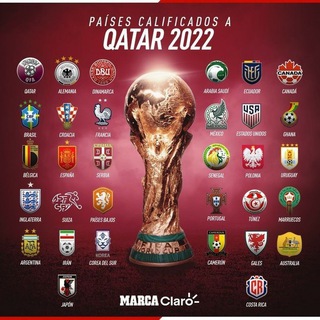 PAÍSES CALIFICADOS A
QATAR 2022
QATAR ALEMANIA DINAMARCA ARABIA SAUDÍ ECUADOR CANADÁ
BRASIL CROACIA FRANCIA MÉXICO ESTADOS UNIDOS GHANA
BÉLGICA ESPAÑA SERBIA SENEGAL POLONIA URUGUAY
INGLATERRA SUIZA PAÍSES BAJOS PORTUGAL TÚNEZ MARRUECOS
ARGENTINA IRÁN COREA DEL SUR CAMERÚN GALES AUSTRALIA
JAPÓN COSTA RICA
MARCA Claro